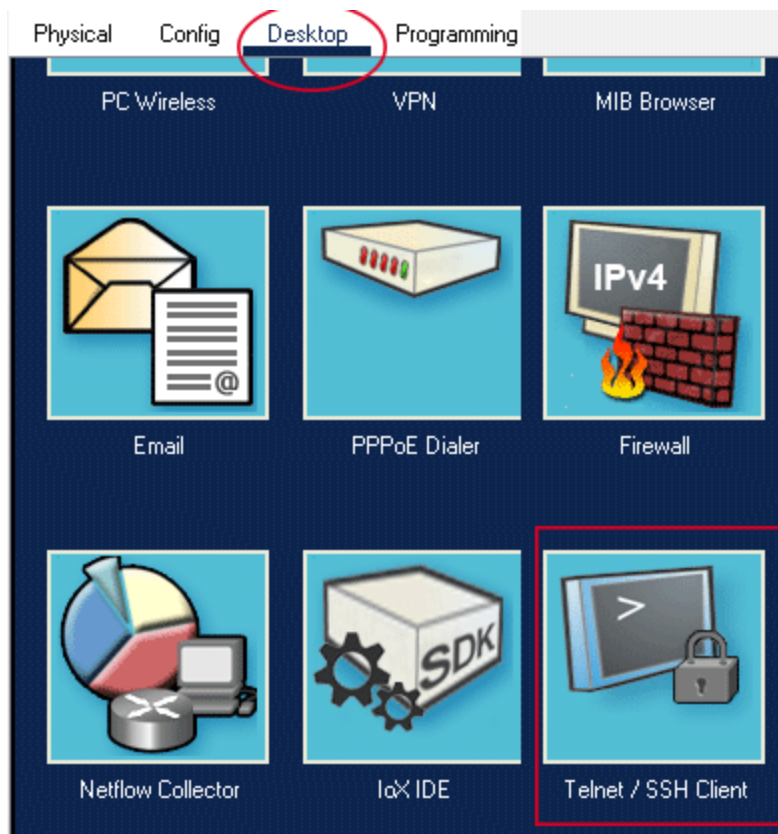 Physical Config Desktop Programming
PC Wireless VPN MIB Browser
IPv4
@
Email PPPoE Dialer Firewall
>
SDK
Netflow Collector IoX IDE Telnet / SSH Client